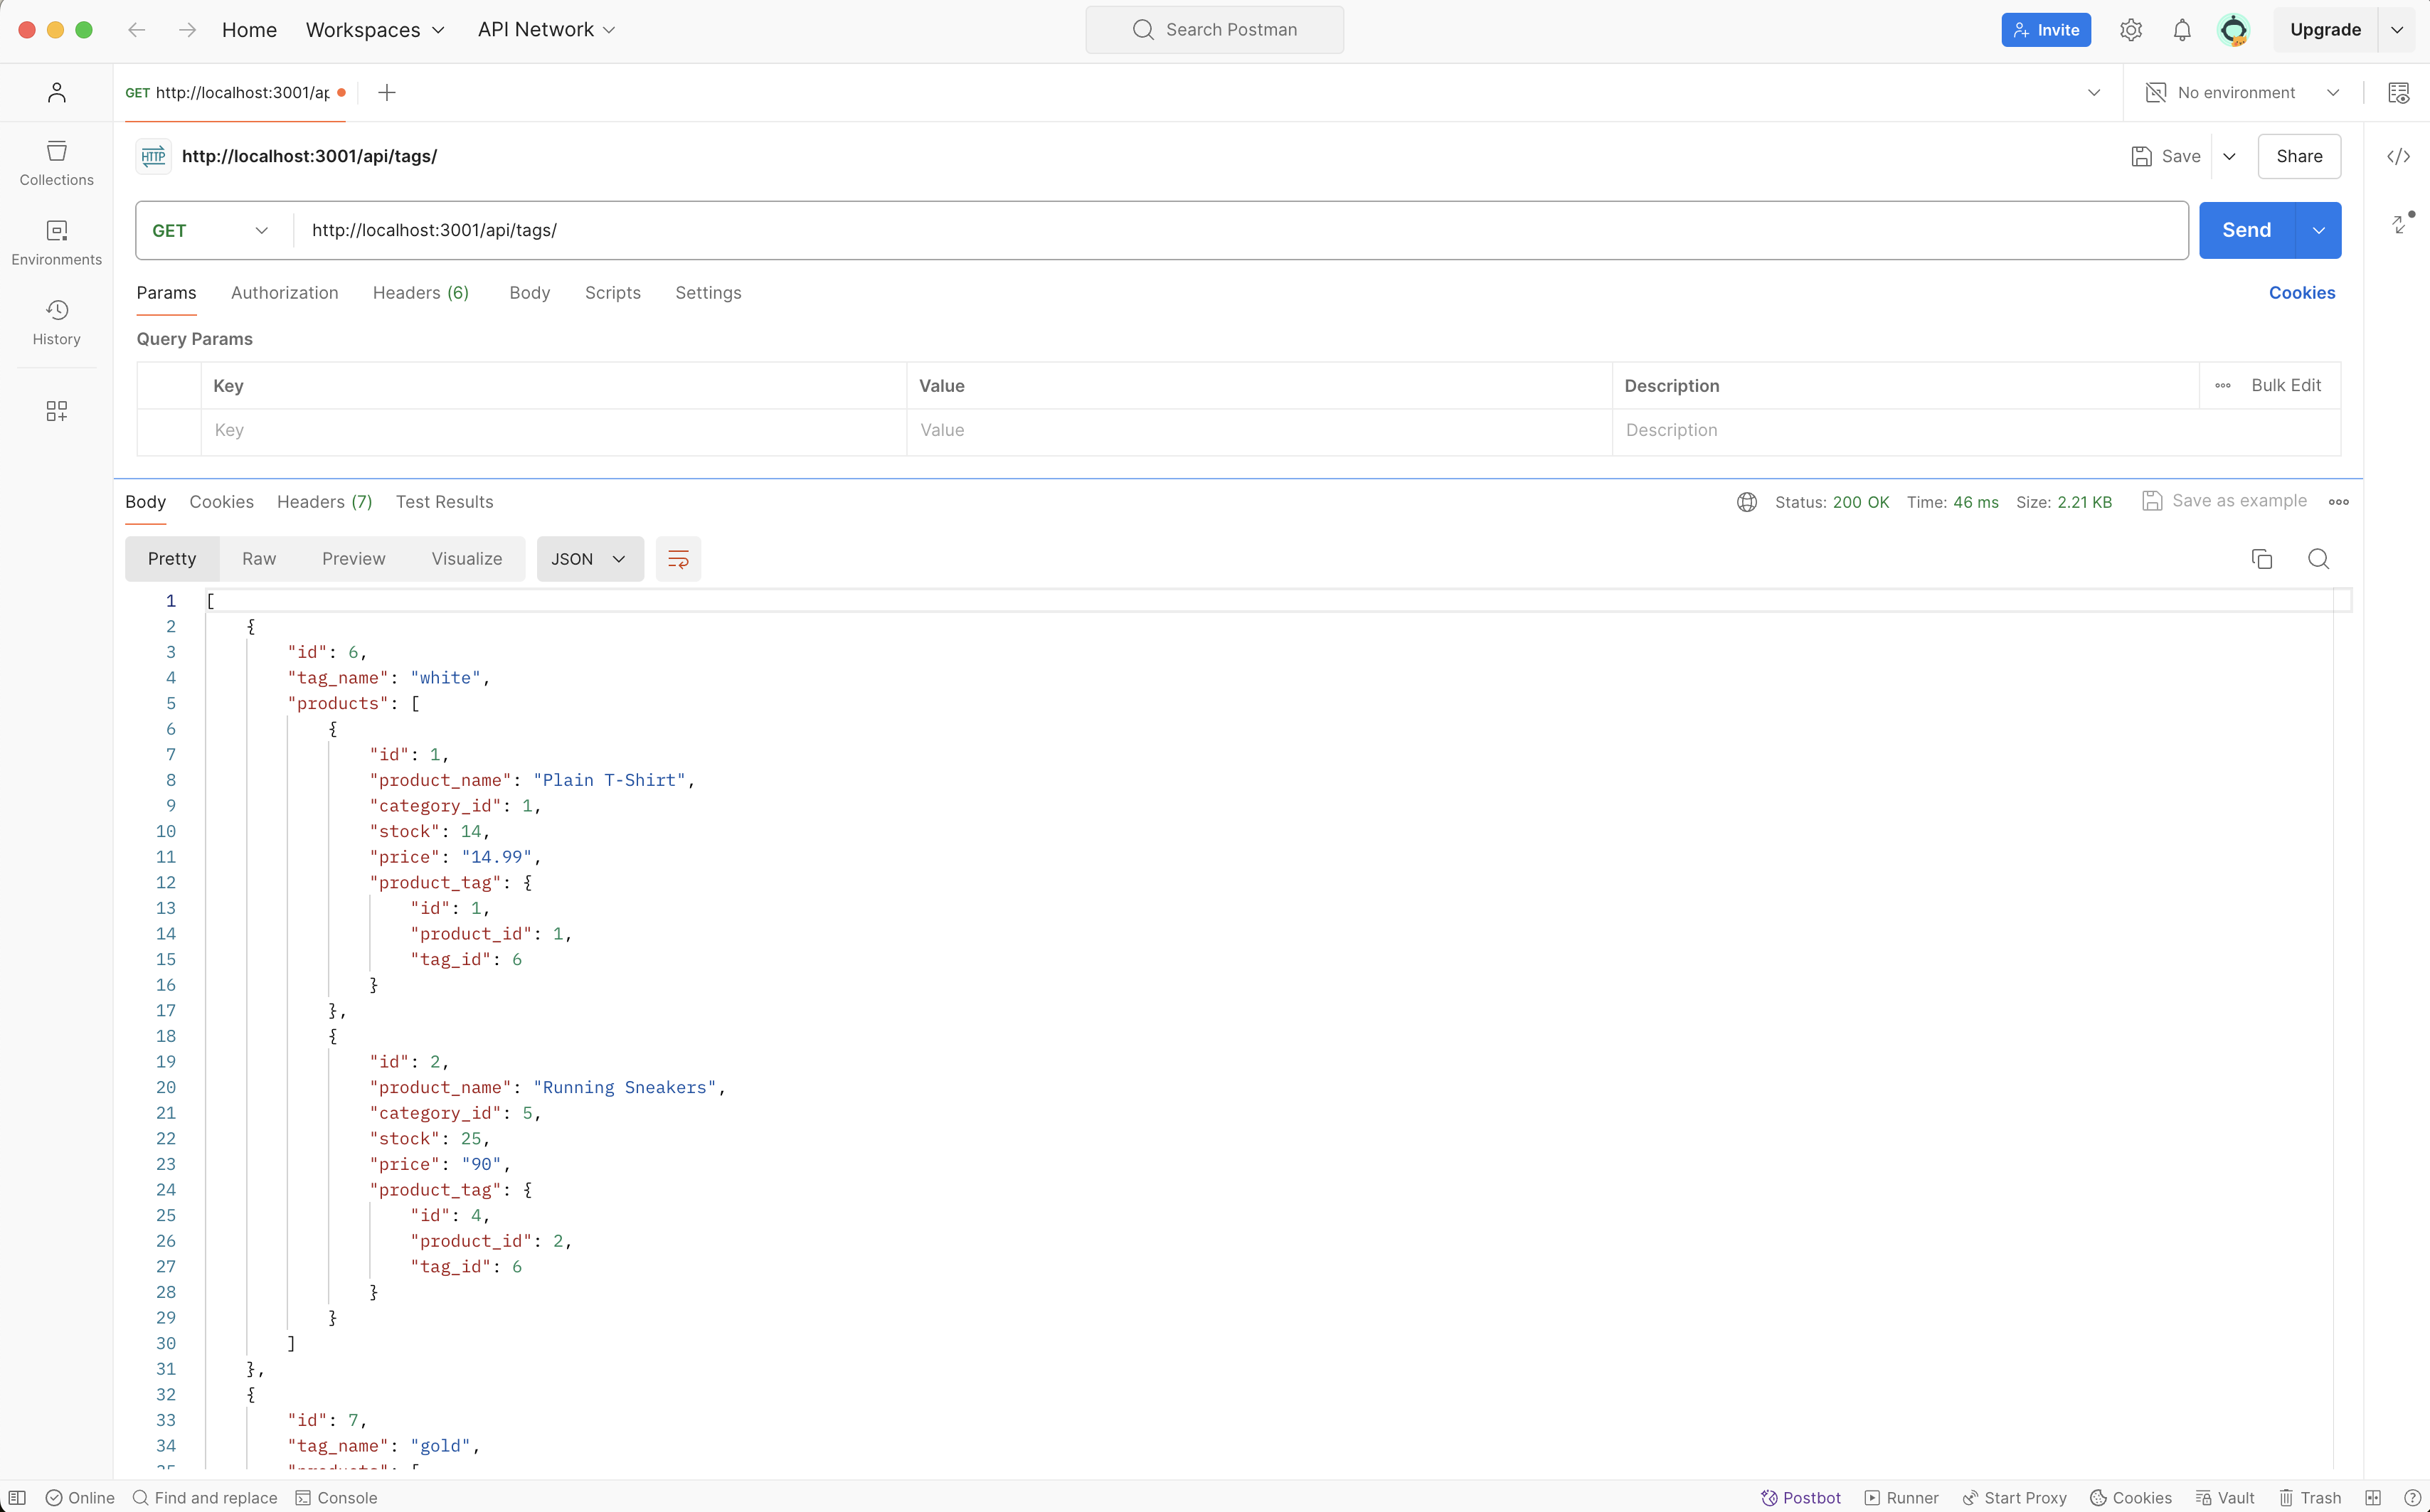 Home Workspaces API Network Search Postman Invite Upgrade
GET http://localhost:3001/ap No environment
http://localhost:3001/api/tags/ Save Share
Collections
GET http://localhost:3001/api/tags/ Send
Environments
Params Authorization Headers (6) Body Scripts Settings Cookies
History
Query Params
Key Value Description Bulk Edit
Key Value Description
Body Cookies Headers (7) Test Results Status: 200 OK Time: 46 ms Size: 2.21 KB Save as example
Pretty Raw Preview Visualize JSON
1 [
2 {
3 "id": 6,
4 "tag_name": "white",
5 "products": [
6 {
7 "id": 1,
8 "product_name": "Plain T-Shirt",
9 "category_id": 1,
10 "stock": 14,
11 "price": "14.99",
12 "product_tag": {
13 "id": 1,
14 "product_id": 1,
15 "tag_id": 6
16 }
17 },
18 {
19 "id": 2,
20 "product_name": "Running Sneakers",
21 "category_id": 5,
22 "stock": 25,
23 "price": "90",
24 "product_tag": {
25 "id": 4,
26 "product_id": 2,
27 "tag_id": 6
28 }
29 }
30 ]
31 },
32 {
33 "id": 7,
34 "tag_name": "gold",
Online Find and replace Console Postbot Runner Start Proxy Cookies Vault Trash